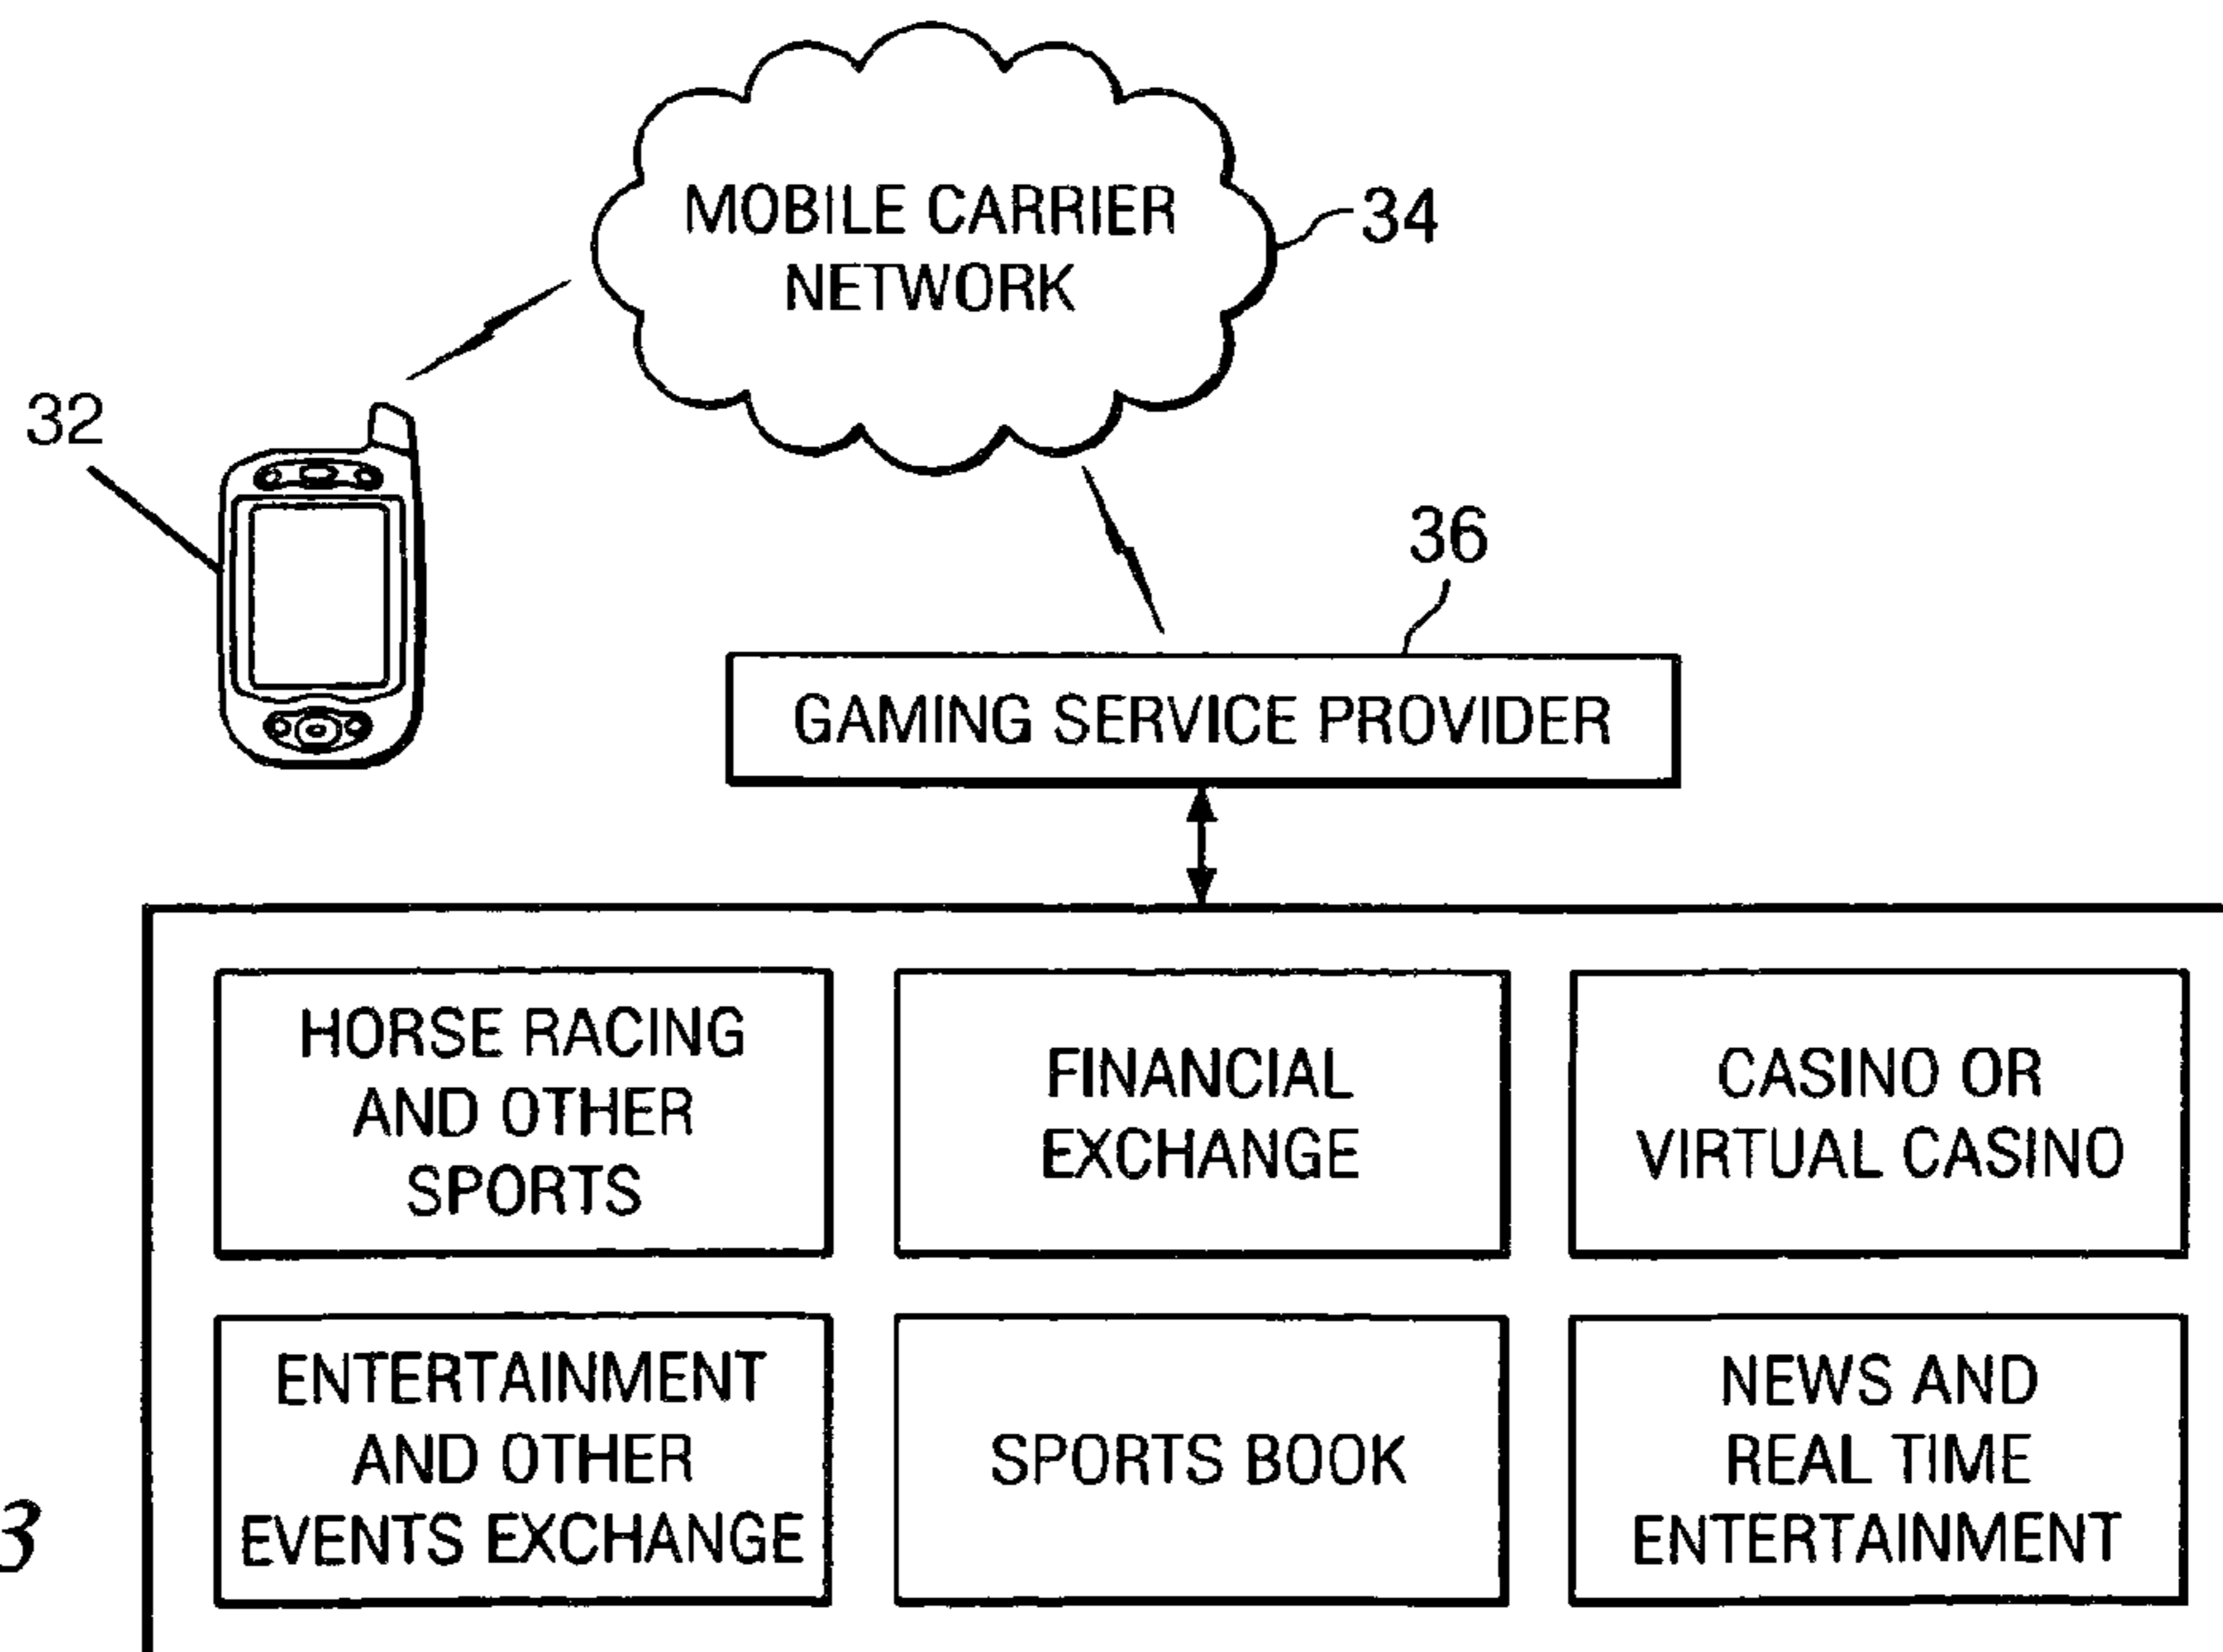 MOBILE CARRIER
NETWORK
34
32
36
GAMING SERVICE PROVIDER
HORSE RACING
AND OTHER
SPORTS
FINANCIAL
EXCHANGE
CASINO OR
VIRTUAL CASINO
ENTERTAINMENT
AND OTHER
EVENTS EXCHANGE
SPORTS BOOK
NEWS AND
REAL TIME
ENTERTAINMENT
3